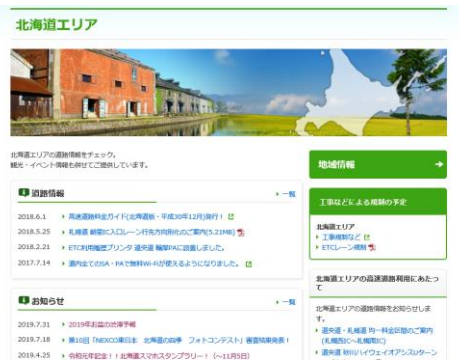 北海道エリア
北海道エリアの道路情報をチェック。
観光・イベント情報も併せてご提供しています。
道路情報
一覧
2018.6.1 高速道路料金ガイド(北海道版・平成30年12月)発行！
2018.5.25 札樽道 朝里IC入口レーン行先方向別化のご案内(5.21MB)
2018.2.21 ETC利用履歴プリンタ 道央道 輪厚PAに設置しました。
2017.7.14 道内全てのSA・PAで無料Wi-Fiが使えるようになりました。
お知らせ
一覧
2019.7.31 2019年お盆の渋滞予報
2019.7.18 第10回「NEXCO東日本 北海道の四季 フォトコンテスト」審査結果発表！
2019.4.25 令和元年記念！！北海道スマホスタンプラリー！（～11月5日）
地域情報
工事などによる規制の予定
北海道エリア
工事規制など
ETCレーン規制
北海道エリアの高速道路利用にあたって
北海道エリアの道路情報をお知らせします。
道央道・札樽道 均一料金区間のご案内
(札幌西IC～札幌南IC)
道央道 砂川ハイウェイオアシスUターン